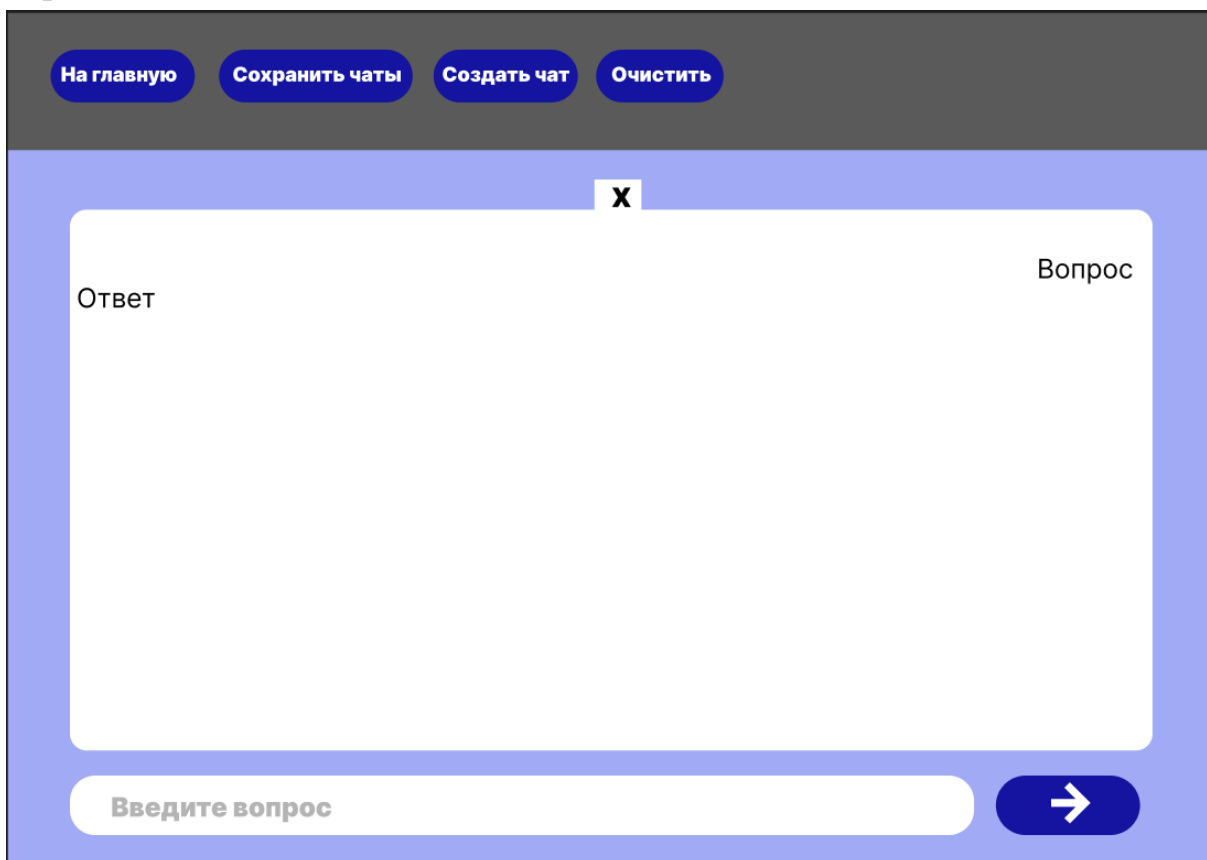 На главную Сохранить чаты Создать чат Очистить
X
Вопрос
Ответ
Введите вопрос